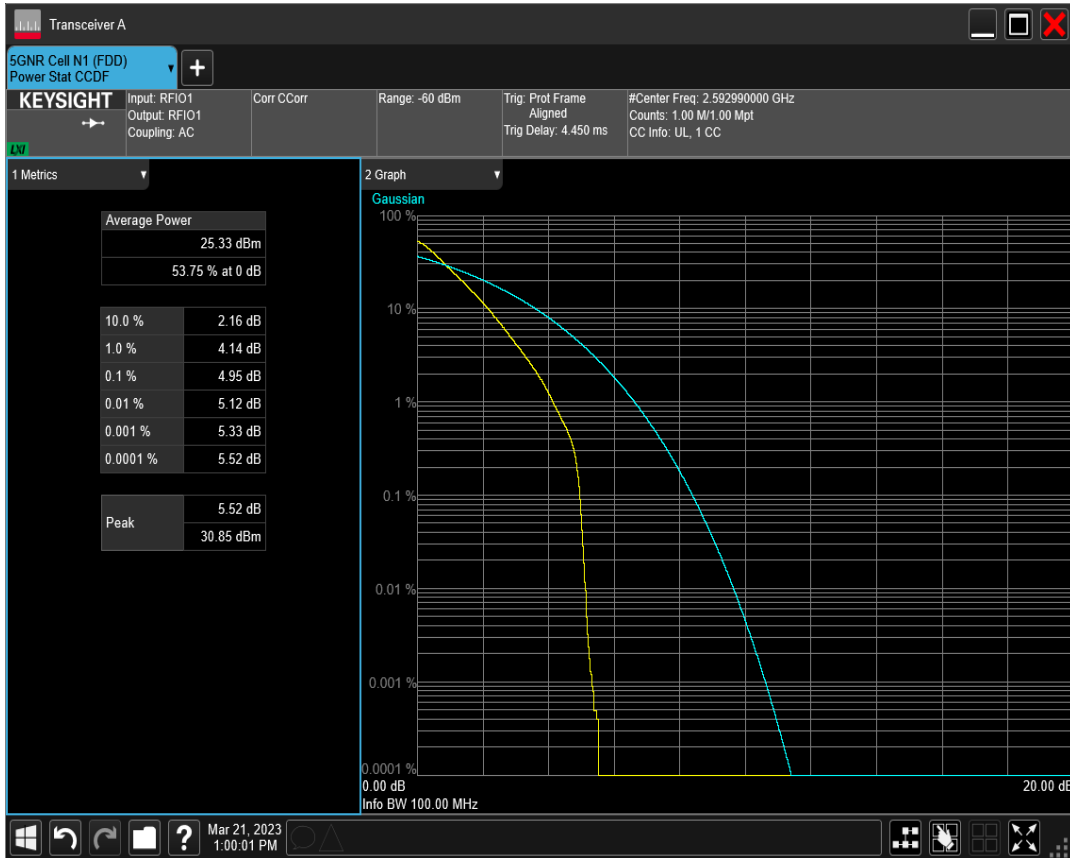 Transceiver A
5GNR Cell N1 (FDD)
Power Stat CCDF
+
KEYSIGHT
LXI
Input: RFIO1
Output: RFIO1
Coupling: AC
Corr CCorr
Range: -60 dBm
Trig: Prot Frame
Aligned
Trig Delay: 4.450 ms
#Center Freq: 2.592990000 GHz
Counts: 1.00 M/1.00 Mpt
CC Info: UL, 1 CC
1 Metrics
Average Power
25.33 dBm
53.75 % at 0 dB
10.0 % 2.16 dB
1.0 % 4.14 dB
0.1 % 4.95 dB
0.01 % 5.12 dB
0.001 % 5.33 dB
0.0001 % 5.52 dB
Peak
5.52 dB
30.85 dBm
2 Graph
Gaussian
100 %
10 %
1 %
0.1 %
0.01 %
0.001 %
0.0001 %
0.00 dB
20.00 dB
Info BW 100.00 MHz
?
Mar 21, 2023
1:00:01 PM